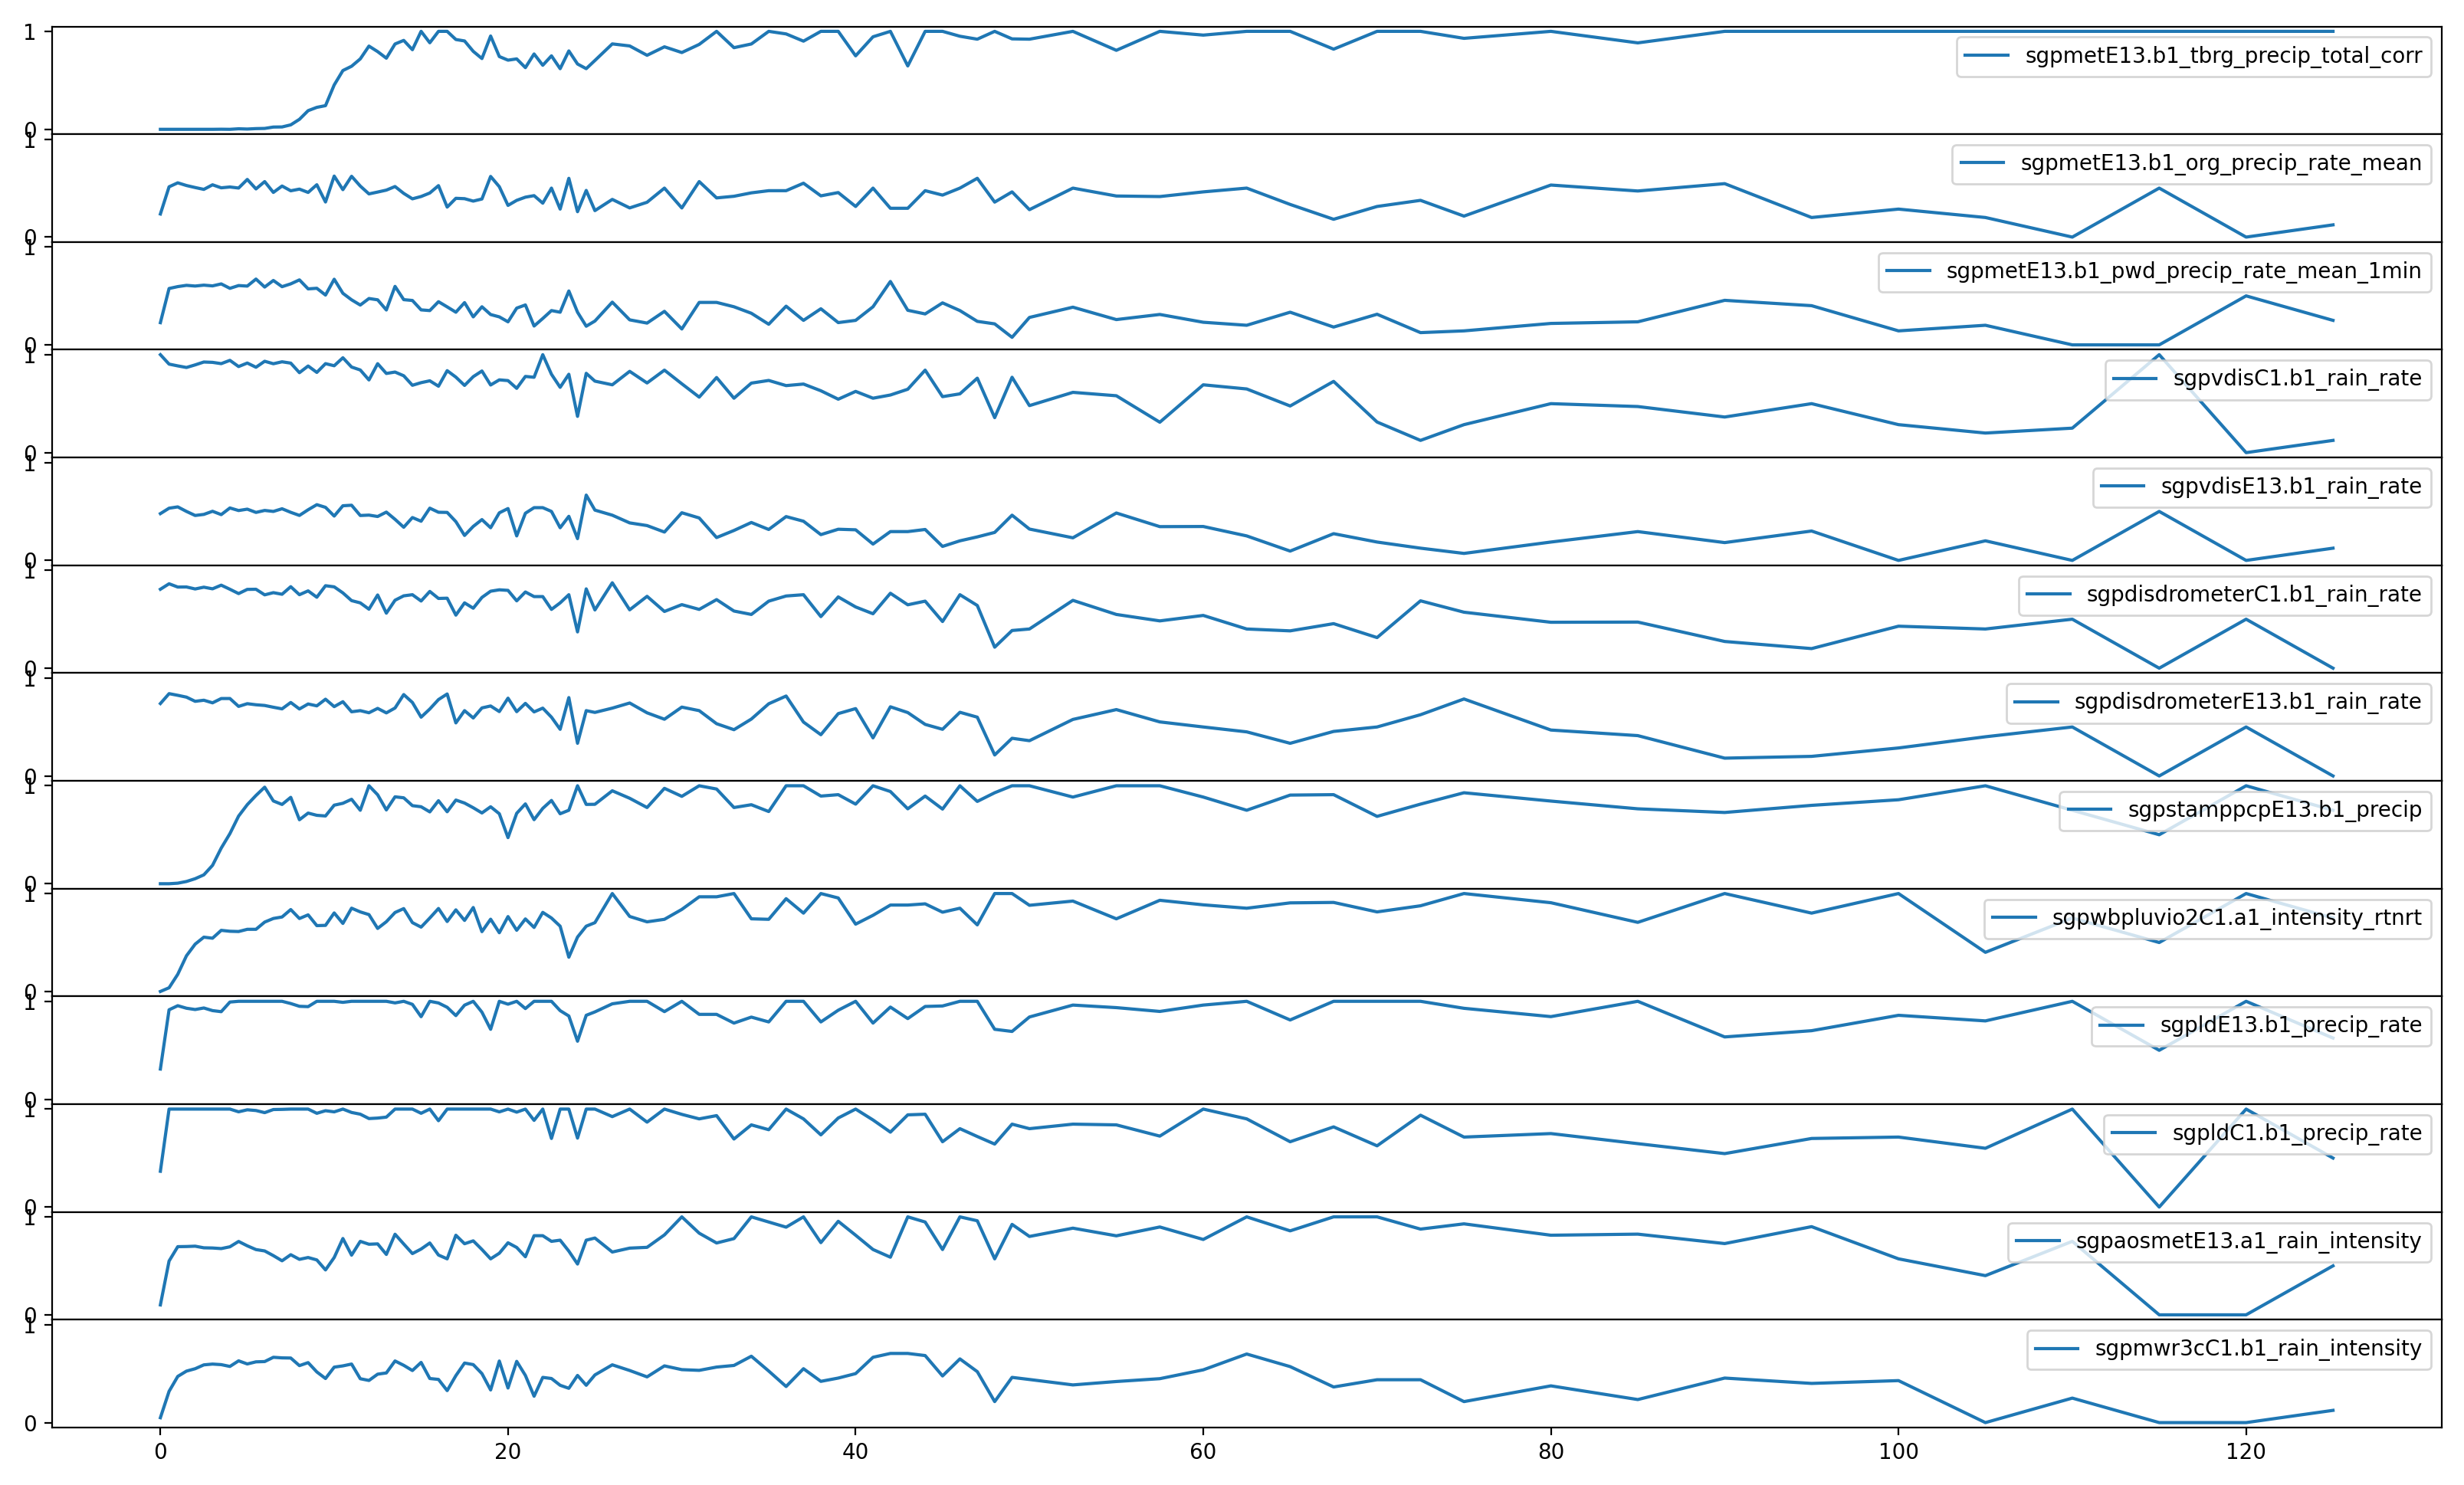 1
sgpmetE13.b1_tbrg_precip_total_corr
0
1
sgpmetE13.b1_org_precip_rate_mean
0
1
sgpmetE13.b1_pwd_precip_rate_mean_1min
0
1
sgpvdisC1.b1_rain_rate
0
1
sgpvdisE13.b1_rain_rate
0
1
sgpdisdrometerC1.b1_rain_rate
0
1
sgpdisdrometerE13.b1_rain_rate
0
1
sgpstamppcpE13.b1_precip
0
1
sgpwbpluvio2C1.a1_intensity_rtnrt
0
1
sgpldE13.b1_precip_rate
0
1
sgpldC1.b1_precip_rate
0
1
sgpaosmetE13.a1_rain_intensity
0
1
sgpmwr3cC1.b1_rain_intensity
0
0 20 40 60 80 100 120